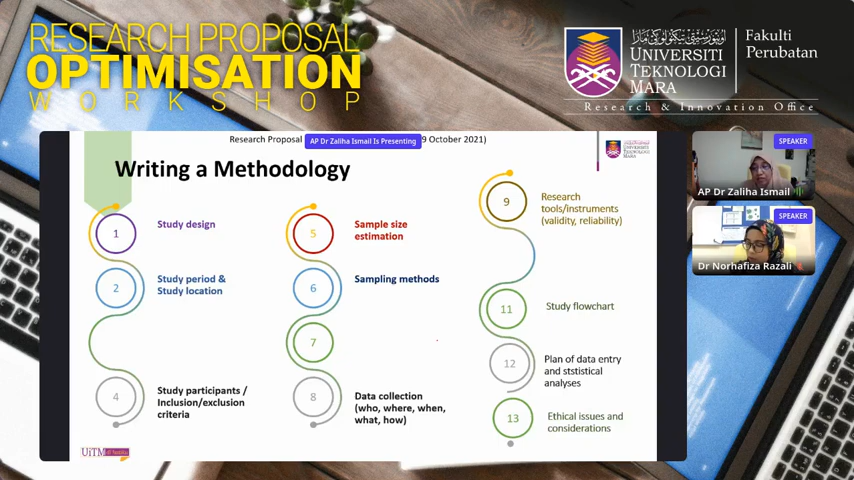 RESEARCH PROPOSAL
OPTIMISATION
WORKSHOP
UNIVERSITI
TEKNOLOGI
MARA
Fakulti
Perubatan
Research & Innovation Office
Research Proposal
AP Dr Zaliha Ismail Is Presenting
9 October 2021)
UNIVERSITI
TEKNOLOGI
MARA
Writing a Methodology
1
Study design
2
Study period &
Study location
4
Study participants /
Inclusion/exclusion
criteria
5
Sample size
estimation
6
Sampling methods
7
8
Data collection
(who, where, when,
what, how)
9
Research
tools/instruments
(validity, reliability)
11
Study flowchart
12
Plan of data entry
and ststistical
analyses
13
Ethical issues and
considerations
UiTM
SPEAKER
AP Dr Zaliha Ismail
SPEAKER
Dr Norhafiza Razali